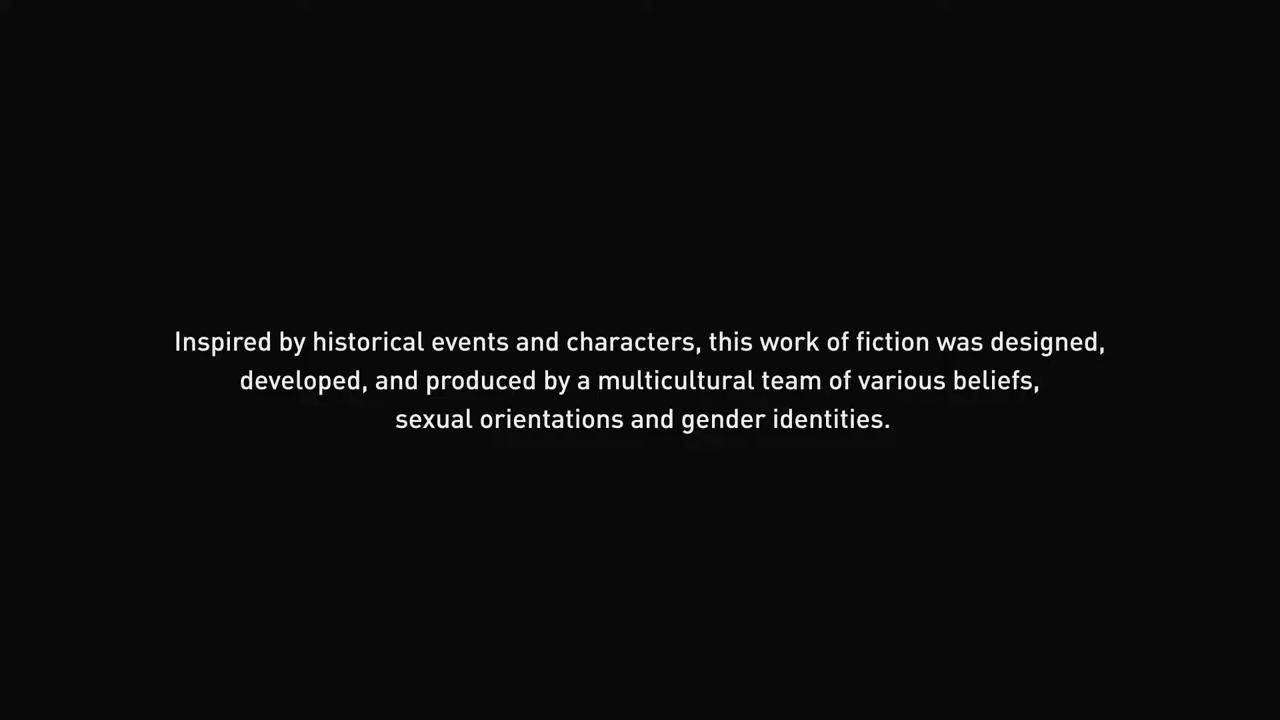 Inspired by historical events and characters, this work of fiction was designed,
developed, and produced by a multicultural team of various beliefs,
sexual orientations and gender identities.